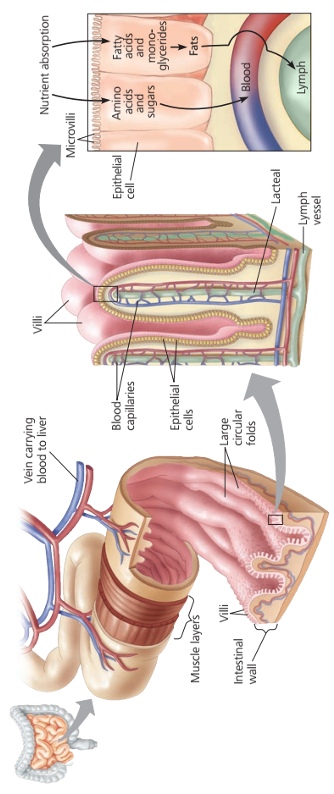 Vein carrying
blood to liver
Muscle layers
Villi
Intestinal
wall
Large
circular
folds
Villi
Blood
capillaries
Epithelial
cells
Lacteal
Lymph
vessel
Nutrient absorption
Microvilli
Epithelial
cell
Amino
acids
and
sugars
Fatty
acids
and
mono-
glycerides
Fats
Blood
Lymph